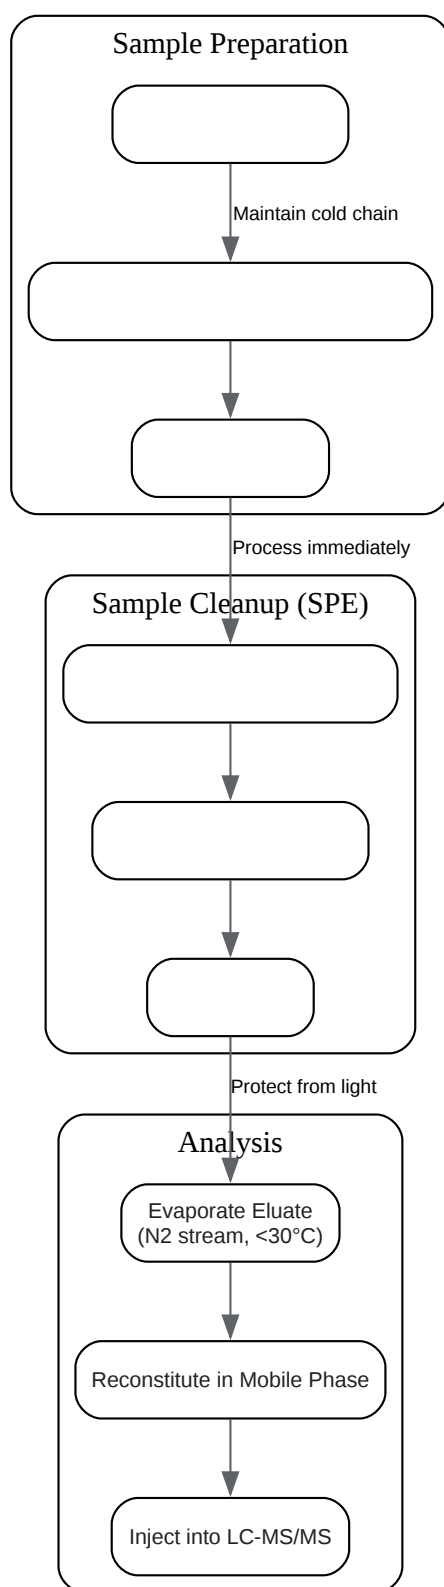 Sample Preparation
Maintain cold chain
Process immediately
Sample Cleanup (SPE)
Protect from light
Analysis
Evaporate Eluate
(N2 stream, <30°C)
Reconstitute in Mobile Phase
Inject into LC-MS/MS